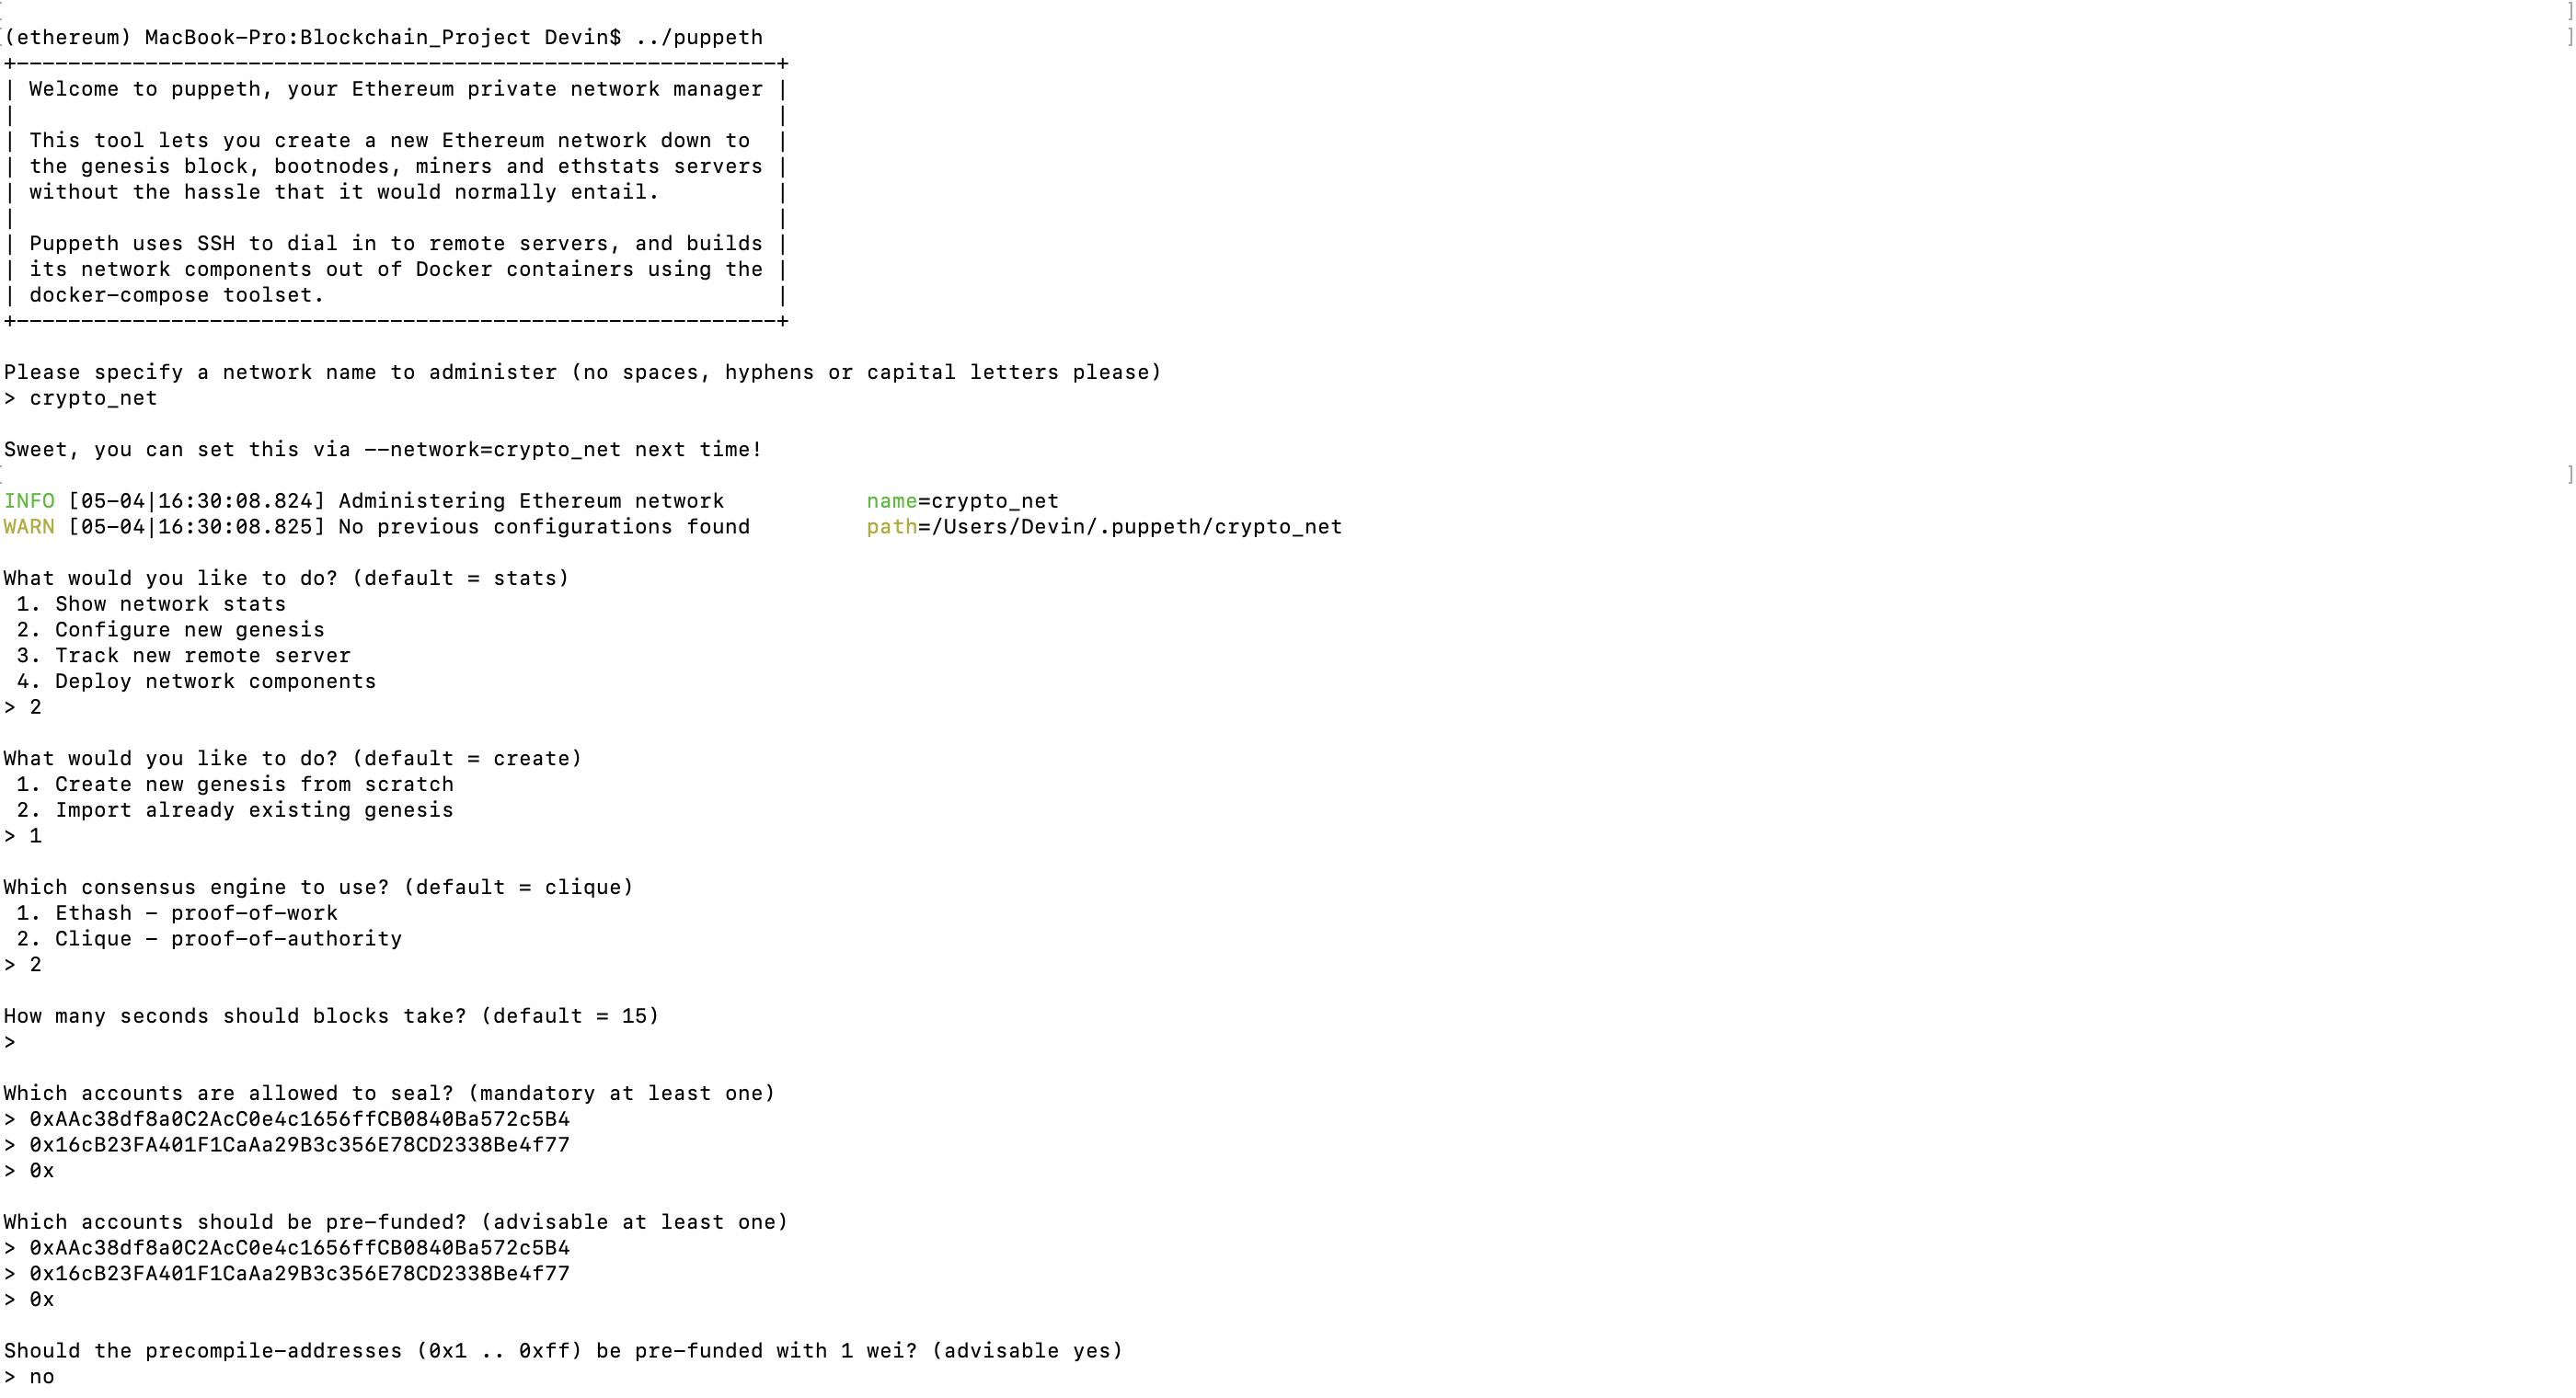 (ethereum) MacBook-Pro:Blockchain_Project Devin$ ../puppeth
+-----------------------------------------------------------+
| Welcome to puppeth, your Ethereum private network manager |
|                                                           |
| This tool lets you create a new Ethereum network down to  |
| the genesis block, bootnodes, miners and ethstats servers |
| without the hassle that it would normally entail.         |
|                                                           |
| Puppeth uses SSH to dial in to remote servers, and builds |
| its network components out of Docker containers using the |
| docker-compose toolset.                                   |
+-----------------------------------------------------------+
Please specify a network name to administer (no spaces, hyphens or capital letters please)
> crypto_net
Sweet, you can set this via --network=crypto_net next time!
INFO [05-04|16:30:08.824] Administering Ethereum network           name=crypto_net
WARN [05-04|16:30:08.825] No previous configurations found         path=/Users/Devin/.puppeth/crypto_net
What would you like to do? (default = stats)
 1. Show network stats
 2. Configure new genesis
 3. Track new remote server
 4. Deploy network components
> 2
What would you like to do? (default = create)
 1. Create new genesis from scratch
 2. Import already existing genesis
> 1
Which consensus engine to use? (default = clique)
 1. Ethash - proof-of-work
 2. Clique - proof-of-authority
> 2
How many seconds should blocks take? (default = 15)
>
Which accounts are allowed to seal? (mandatory at least one)
> 0xAAc38df8a0C2AcC0e4c1656ffCB0840Ba572c5B4
> 0x16cB23FA401F1CaAa29B3c356E78CD2338Be4f77
> 0x
Which accounts should be pre-funded? (advisable at least one)
> 0xAAc38df8a0C2AcC0e4c1656ffCB0840Ba572c5B4
> 0x16cB23FA401F1CaAa29B3c356E78CD2338Be4f77
> 0x
Should the precompile-addresses (0x1 .. 0xff) be pre-funded with 1 wei? (advisable yes)
> no